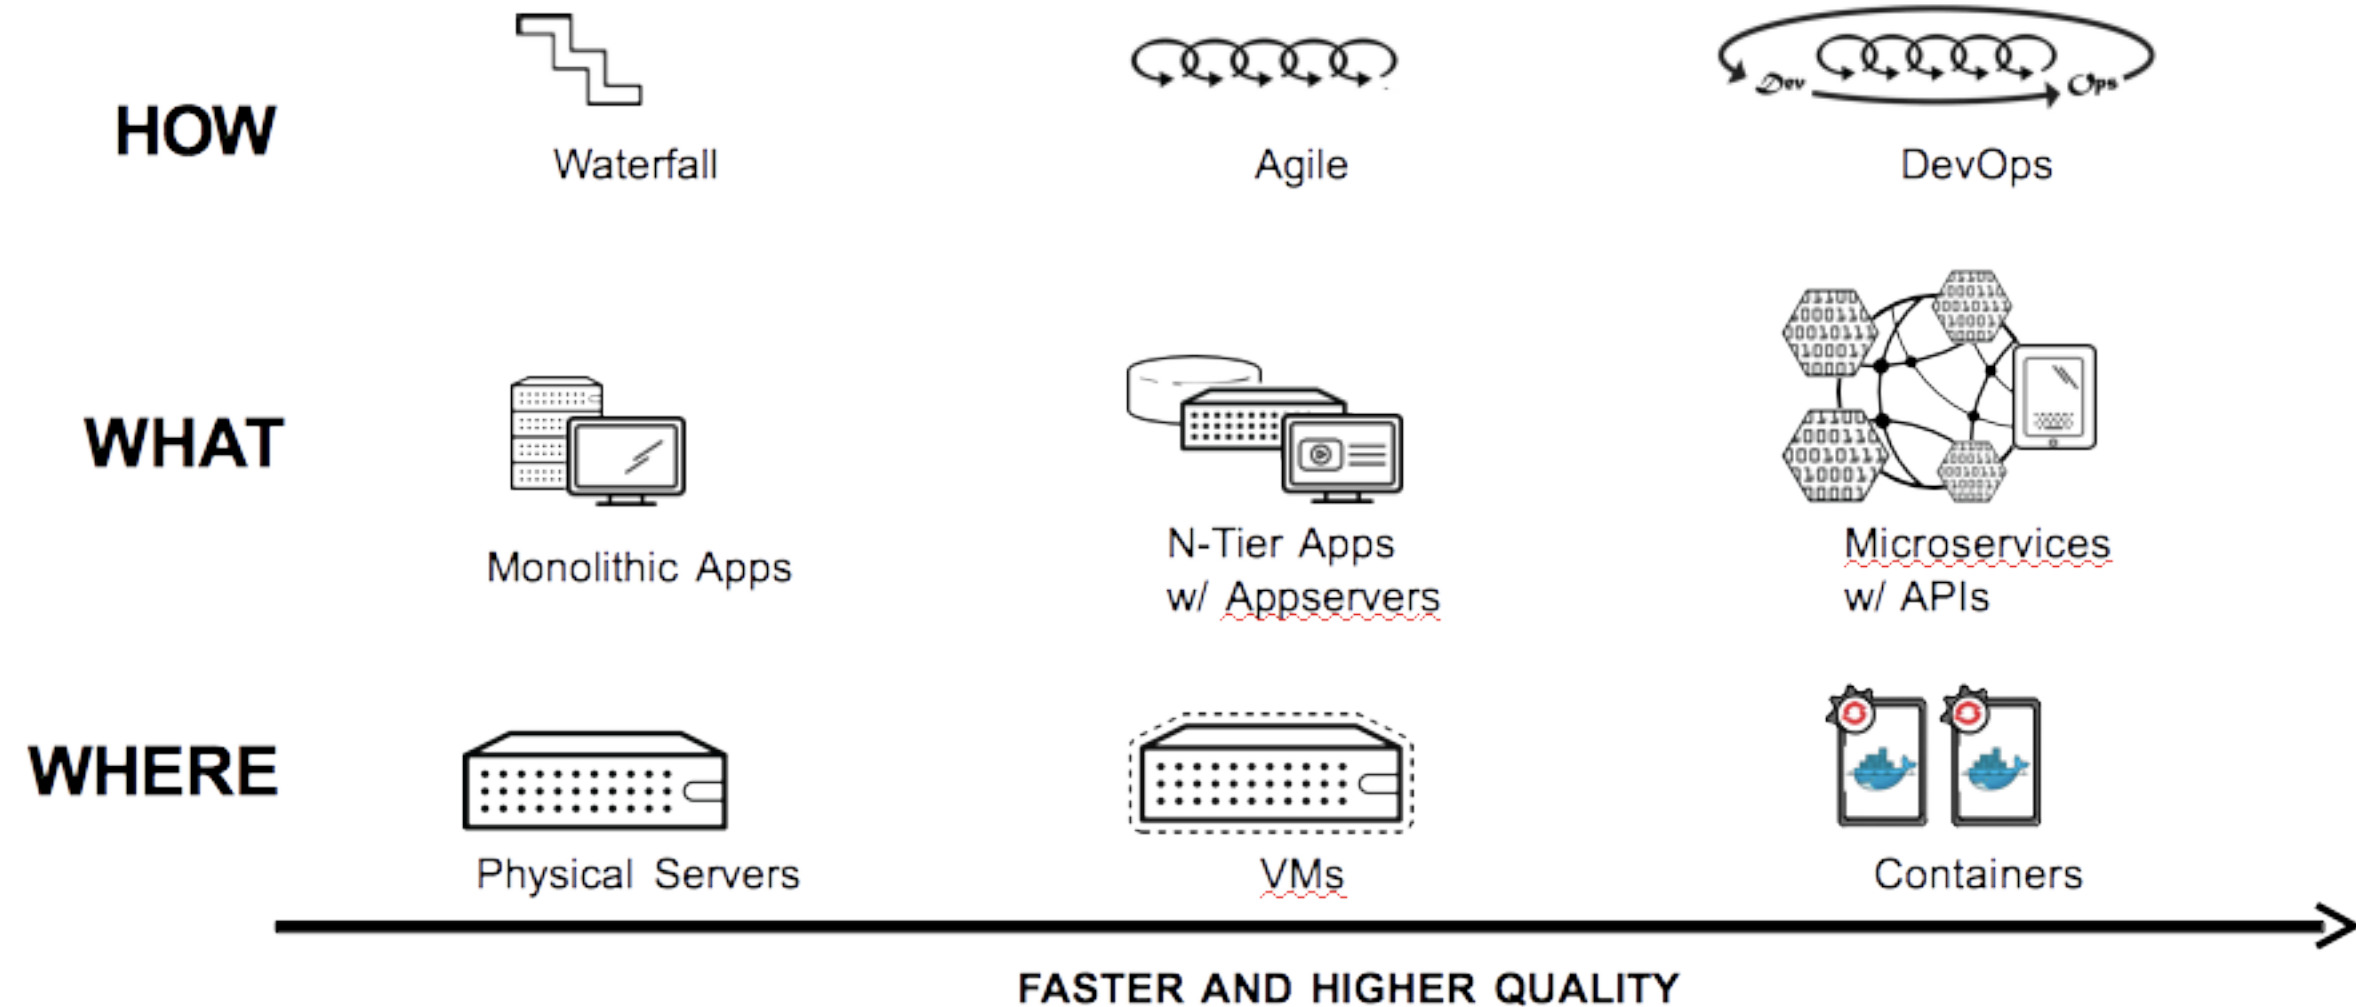 Dev
Ops
HOW
Waterfall
Agile
DevOps
WHAT
Monolithic Apps
N-Tier Apps
w/ Appservers
Microservices
w/ APIs
WHERE
Physical Servers
VMs
Containers
FASTER AND HIGHER QUALITY